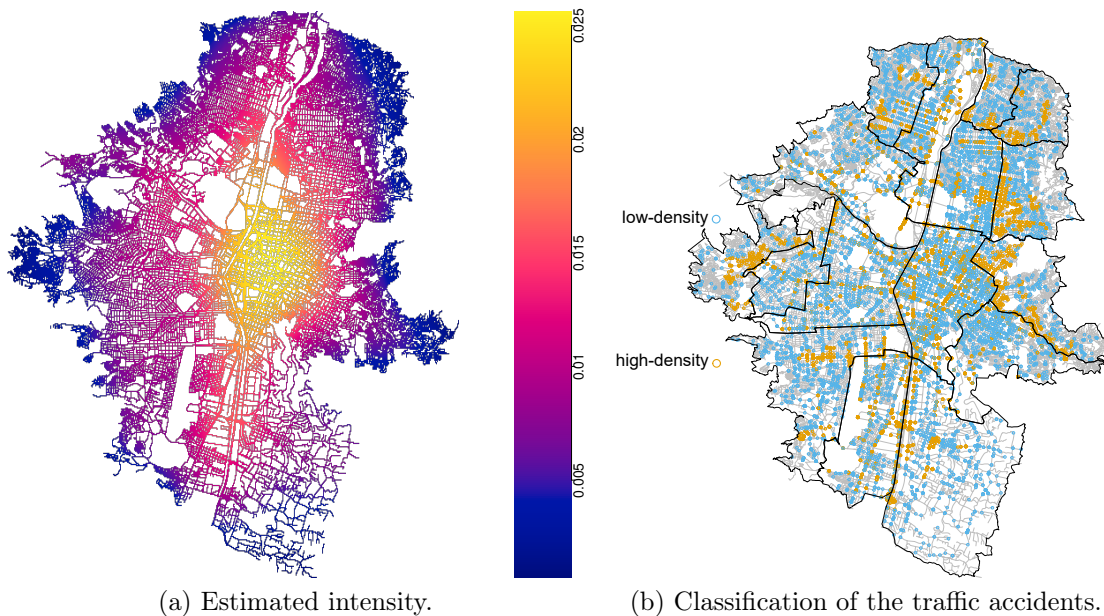 0.025
0.02
0.015
0.01
0.005
low-density
high-density
(a) Estimated intensity.
(b) Classification of the traffic accidents.